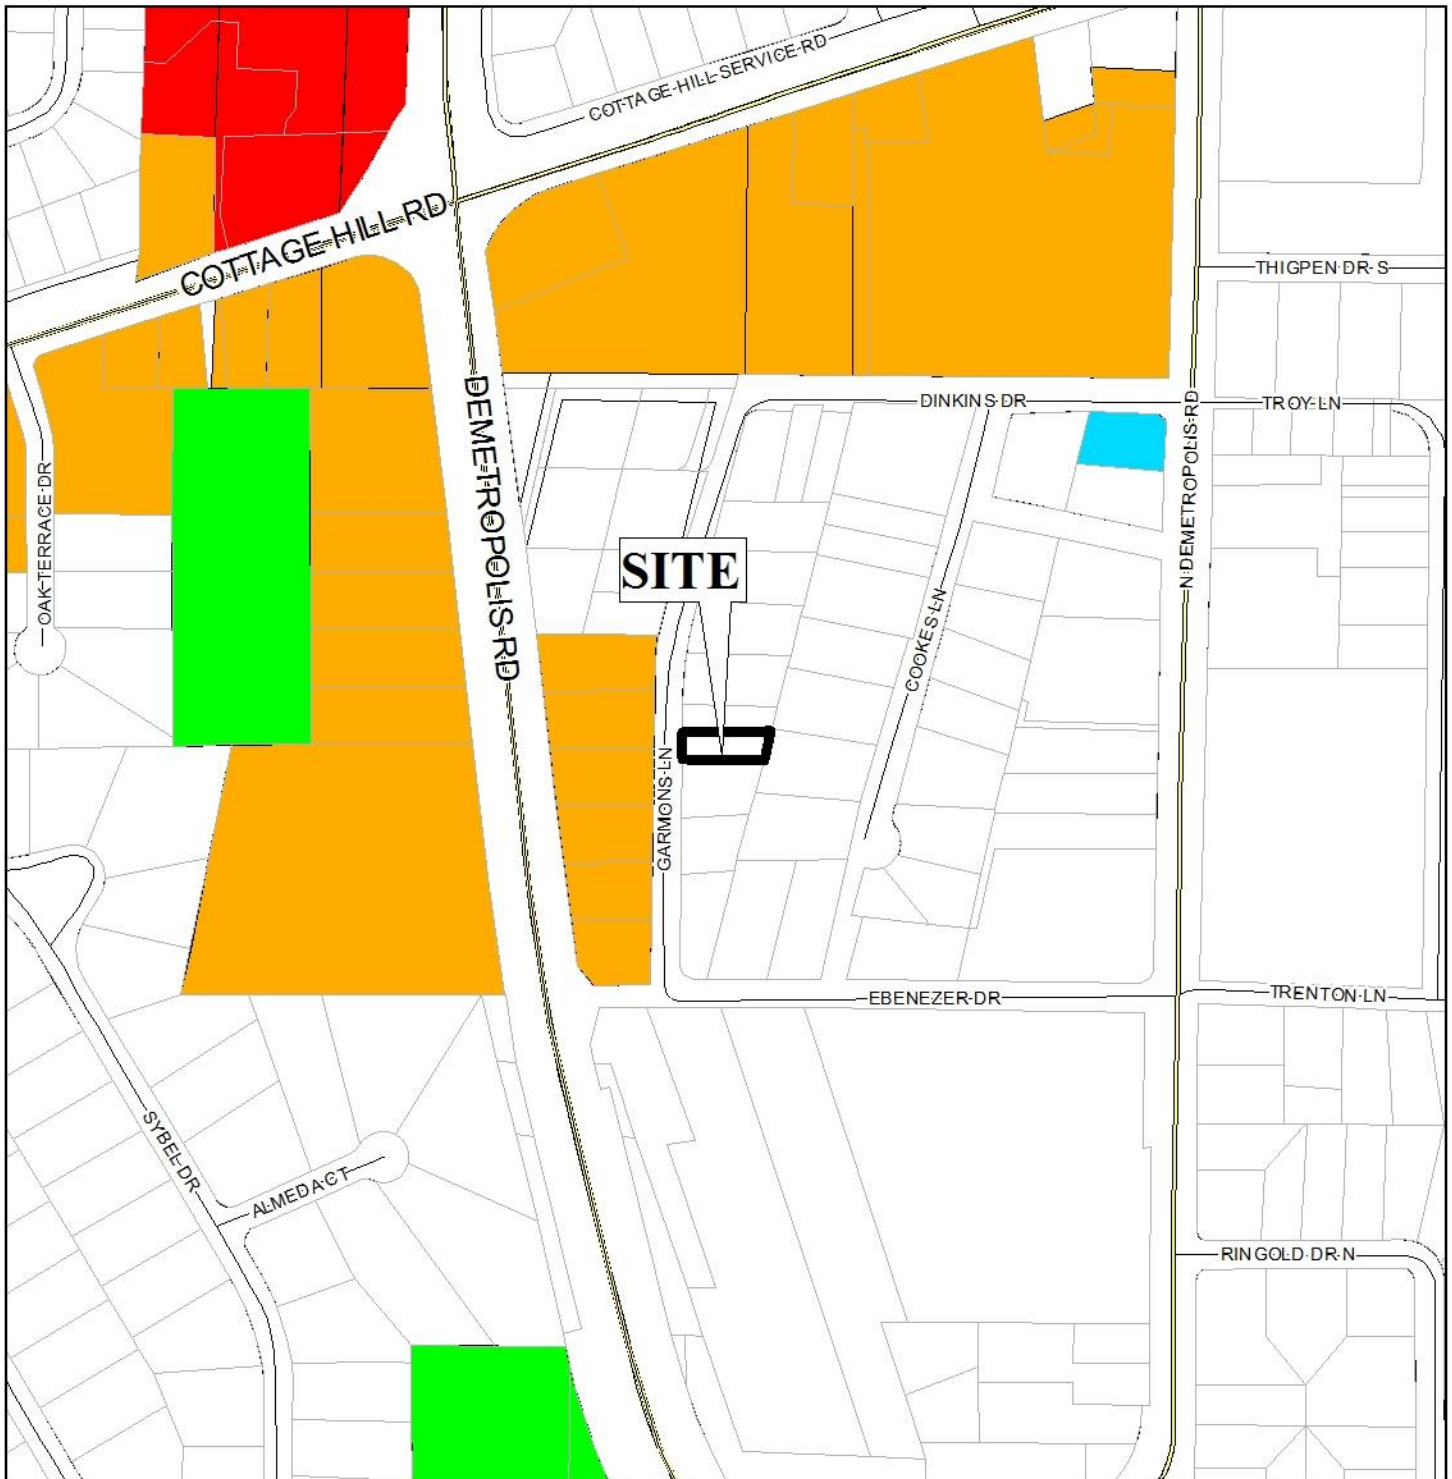 COTTAGE HILL SERVICE RD
COTTAGE HILL RD
THIGPEN DR S
DEMETROPOLIS RD
DINKINS DR
TROY LN
N DEMETROPOLIS RD
OAK TERRACE DR
SITE
COOKES LN
GARMONS LN
EBENEZER DR
TRENTON LN
SYBEL DR
ALMEDA CT
RINGOLD DR N